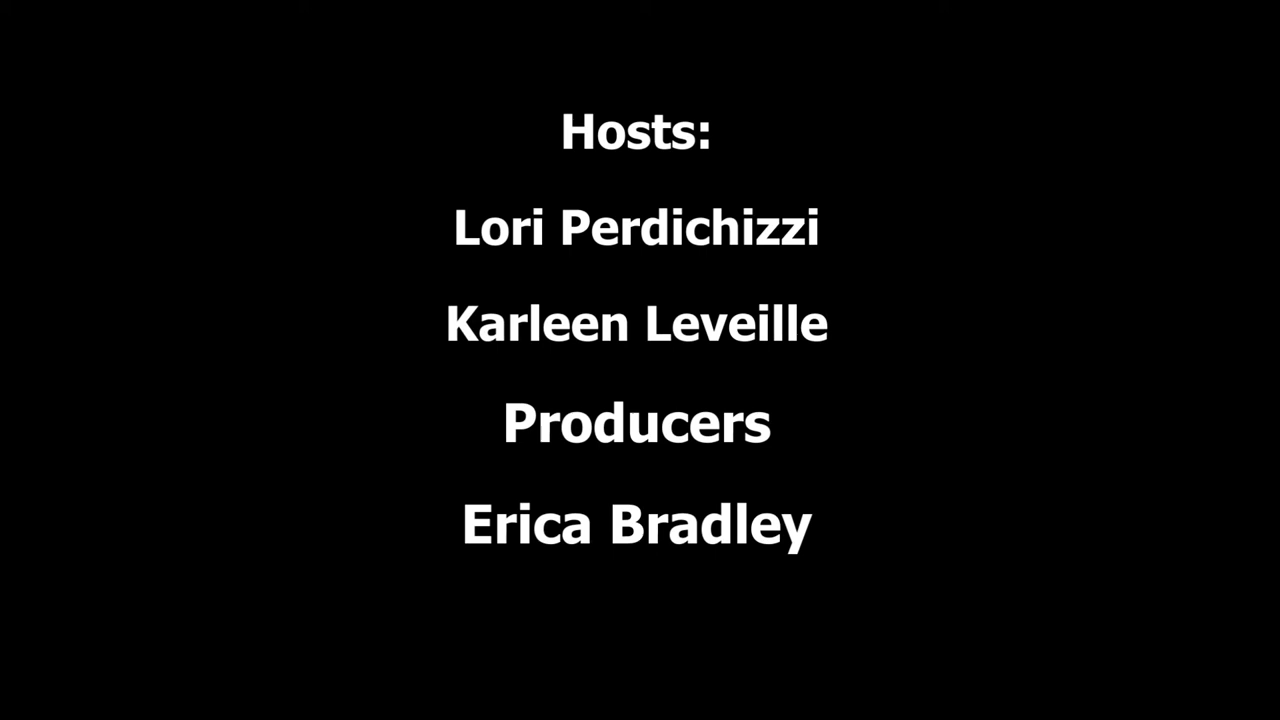 Hosts:
Lori Perdichizzi
Karleen Leveille
Producers
Erica Bradley